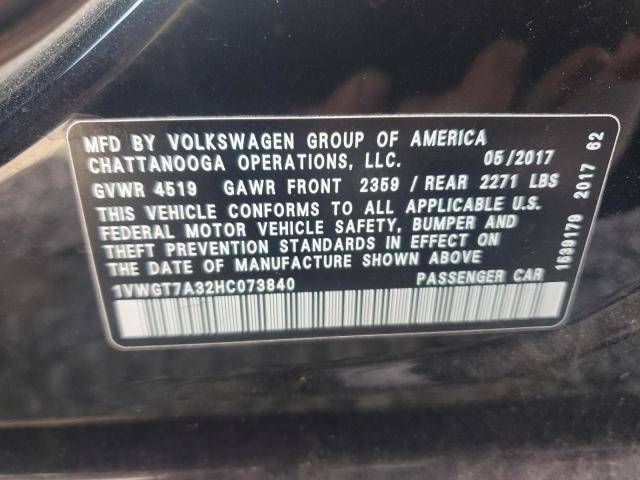 MFD BY VOLKSWAGEN GROUP OF AMERICA
CHATTANOOGA OPERATIONS, LLC. 05/2017
GVWR 4519 GAWR FRONT 2359 / REAR 2271 LBS
THIS VEHICLE CONFORMS TO ALL APPLICABLE U.S.
FEDERAL MOTOR VEHICLE SAFETY, BUMPER AND
THEFT PREVENTION STANDARDS IN EFFECT ON
THE DATE OF MANUFACTURE SHOWN ABOVE
1VWGT7A32HC073840 PASSENGER CAR
1639179 2017 62